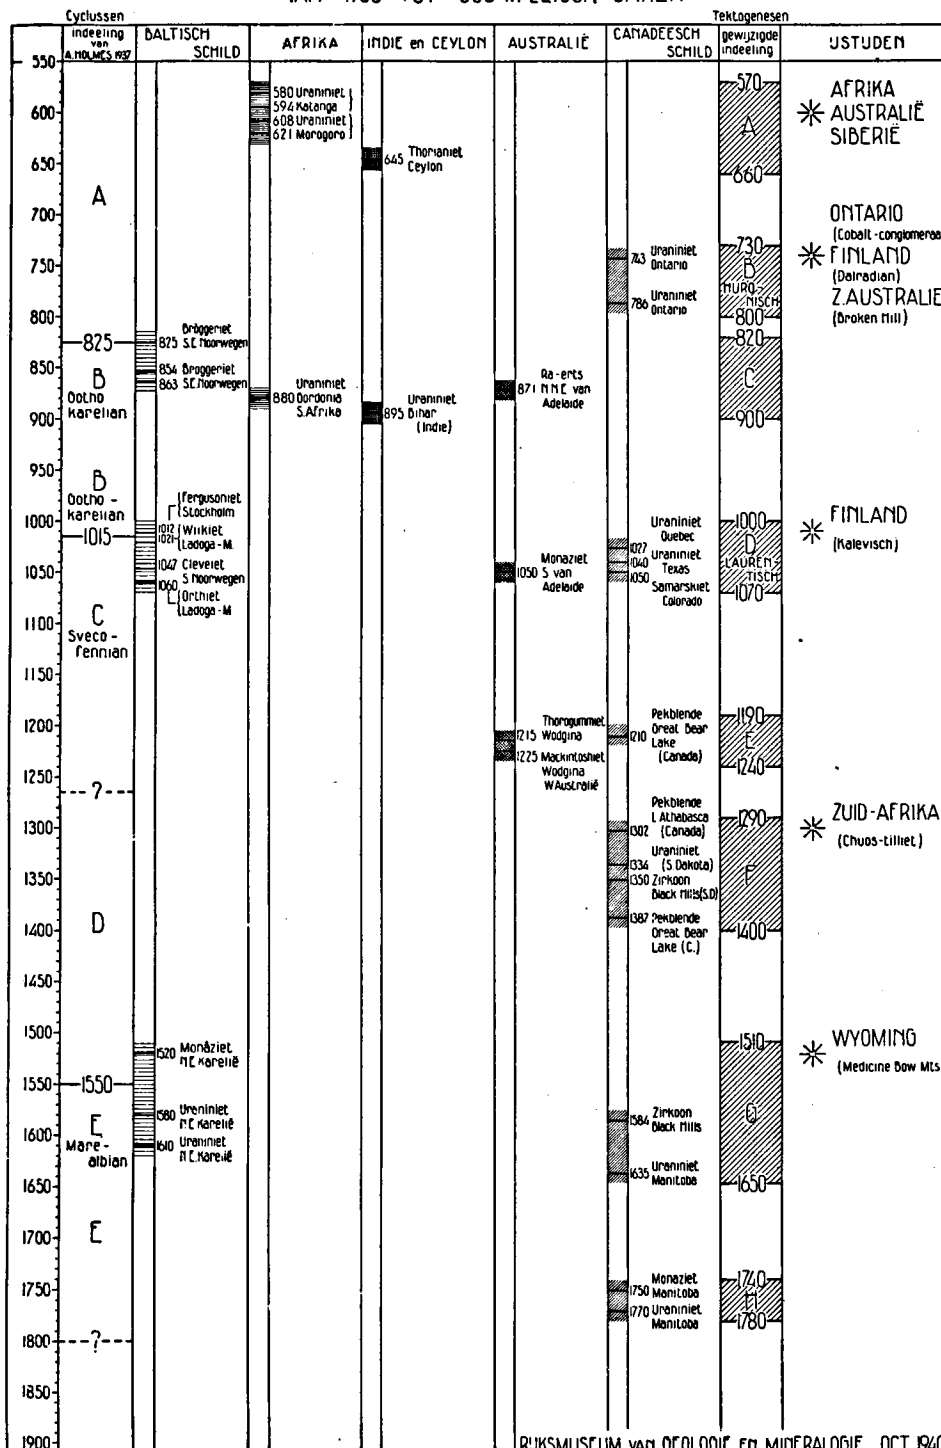 Cyclussen
Tektogenesen
indeeling
van
A. HOLMES 1937
BALTISCH
SCHILD
AFRIKA
INDIE en CEYLON
AUSTRALIË
CANADEESCH
SCHILD
gewijzigde
indeeling
IJSTIJDEN
550
600
650
700
750
800
850
900
950
1000
1050
1100
1150
1200
1250
1300
1350
1400
1450
1500
1550
1600
1650
1700
1750
1800
1850
1900
A
825
B
Gotho
Karelian
B
Gotho -
Karelian
1015
C
Sveco -
fennian
?
D
1550
E
Mare -
albian
E
?
Bröggeriet
825 S.E. Noorwegen
854 Bröggeriet
863 S.E. Noorwegen
Fergusoniet
Stockholm
1012 Wiikiet
1021 Ladoga-M.
1047 Cleveiet
S Noorwegen
1060
Orthiet
Ladoga-M
1520 Monaziet
N.E. Karelië
1580 Uraniniet
N.E. Karelië
1610 Uraniniet
N.E. Karelië
580 Uraniniet
594 Katanga
608 Uraniniet
621 Morogoro
Uraniniet
880 Gordonia
S. Afrika
645 Thorianiet
Ceylon
Uraniniet
895 Bihar
(Indie)
Ra-erts
871 N.N.E. van
Adelaide
Monaziet
1050 S van
Adelaide
Thorogummiet
1215 Wodgina
1225 Mackintoshiet
Wodgina
W Australië
743 Uraniniet
Ontario
786 Uraniniet
Ontario
Uraniniet
Quebec
1027
1040 Uraniniet
Texas
1050
Samarskiet
Colorado
Pekblende
1210 Great Bear
Lake
(Canada)
Pekblende
L Athabasca
1302 (Canada)
Uraniniet
1334 (S. Dakota)
1350 Zirkoon
Black Hills (S.D)
1387 Pekblende
Great Bear
Lake (C.)
1584 Zirkoon
Black Hills
1635 Uraniniet
Manitoba
1750 Monaziet
Manitoba
1770 Uraniniet
Manitoba
570
A
660
730
B
HURO-
NISCH
800
820
C
900
1000
D
LAUREN-
TISCH
1070
1190
E
1240
1290
F
1400
1510
G
1650
1740
H
1780
AFRIKA
AUSTRALIË
SIBERIË
ONTARIO
(Cobalt-conglomeraa
FINLAND
(Dalradian)
Z. AUSTRALIE
(Broken Hill)
FINLAND
(Kalevisch)
ZUID-AFRIKA
(Chuos-tilliet)
WYOMING
(Medicine Bow Mts
RIJKSMUSEUM van GEOLOGIE en MINERALOGIE OCT. 1940